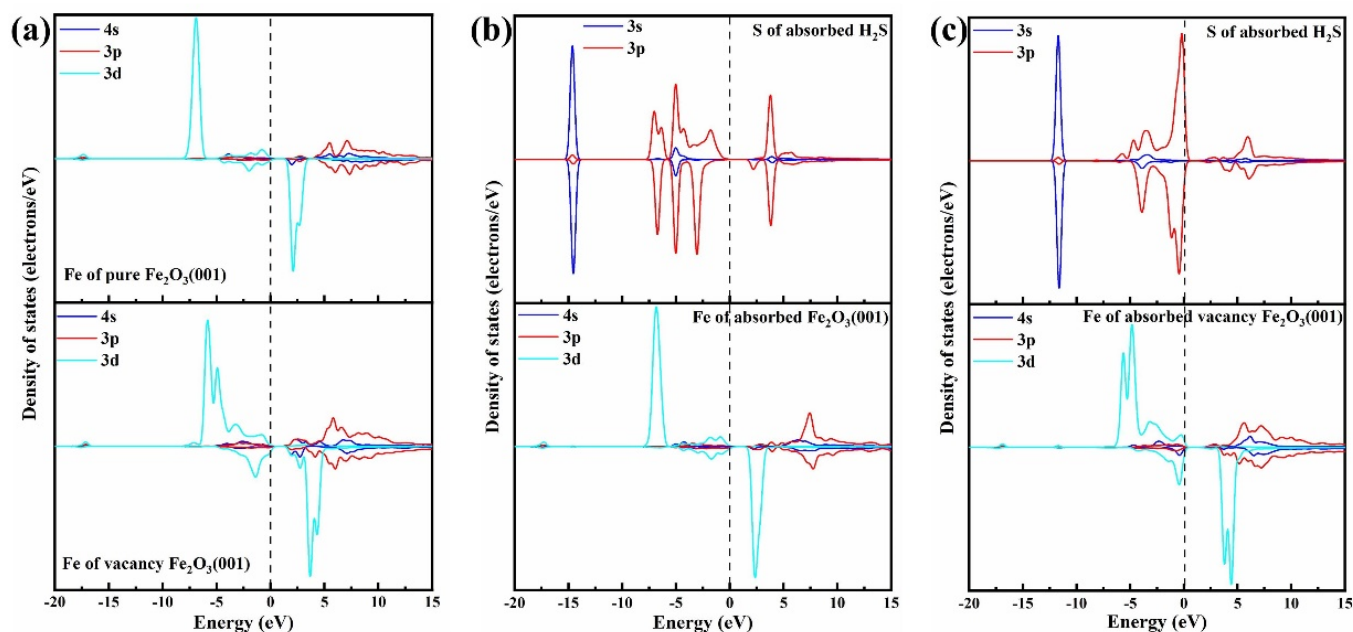 (a)
4s
3p
3d
Fe of pure Fe₂O₃(001)
4s
3p
3d
Fe of vacancy Fe₂O₃(001)
Density of states (electrons/eV)
-20 -15 -10 -5 0 5 10 15
Energy (eV)
(b)
3s
3p
S of absorbed H₂S
Fe of absorbed Fe₂O₃(001)
4s
3p
3d
Density of states (electrons/eV)
-20 -15 -10 -5 0 5 10 15
Energy (eV)
(c)
3s
3p
S of absorbed H₂S
4s
Fe of absorbed vacancy Fe₂O₃(001)
3p
3d
Density of states (electrons/eV)
-20 -15 -10 -5 0 5 10 15
Energy (eV)